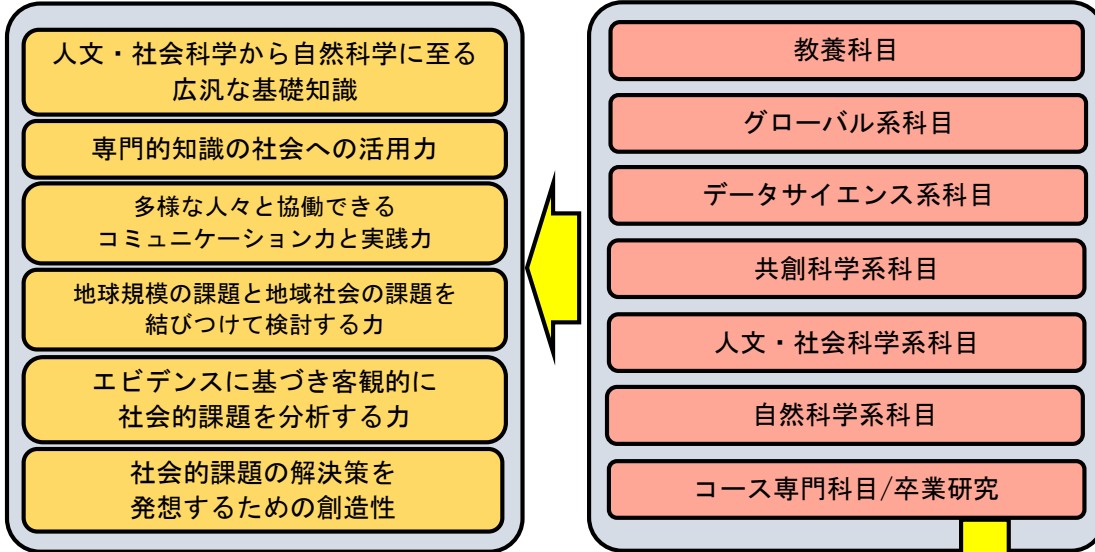 人文・社会科学から自然科学に至る
広汎な基礎知識
専門的知識の社会への活用力
多様な人々と協働できる
コミュニケーション力と実践力
地球規模の課題と地域社会の課題を
結びつけて検討する力
エビデンスに基づき客観的に
社会的課題を分析する力
社会的課題の解決策を
発想するための創造性
教養科目
グローバル系科目
データサイエンス系科目
共創科学系科目
人文・社会科学系科目
自然科学系科目
コース専門科目/卒業研究